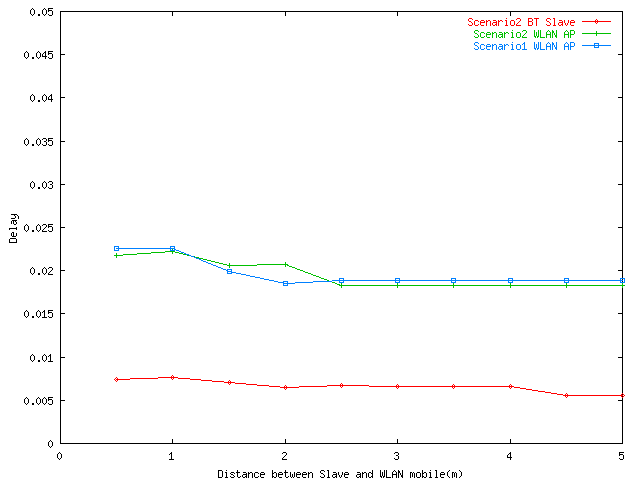 0.05
Scenario2 BT Slave
Scenario2 WLAN AP
Scenario1 WLAN AP
0.045
0.04
0.035
0.03
0.025
Delay
0.02
0.015
0.01
0.005
0
0 1 2 3 4 5
Distance between Slave and WLAN mobile(m)